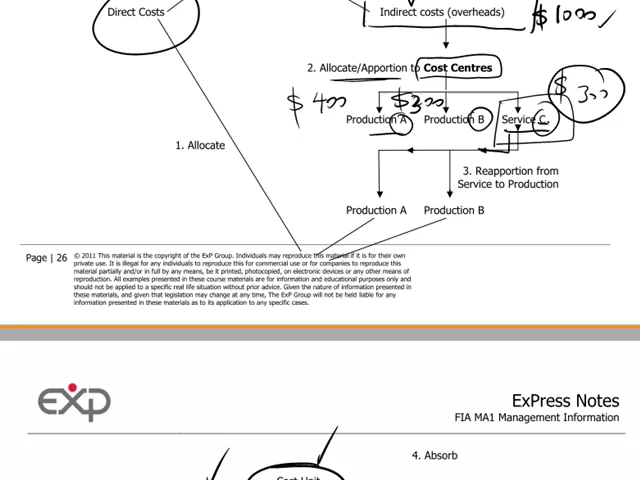 Direct Costs
Indirect costs (overheads)
$1000
2. Allocate/Apportion to Cost Centres
$ 400
$300
$ 300
Production A
Production B
Service C
1. Allocate
3. Reapportion from
Service to Production
Production A
Production B
Page | 26
© 2011 This material is the copyright of the ExP Group. Individuals may reproduce this material if it is for their own
private use. It is illegal for any individuals to reproduce this for commercial use or for companies to reproduce this
material partially and/or in full by any means, be it printed, photocopied, on electronic devices or any other means of
reproduction. All examples presented in these course materials are for information and educational purposes only and
should not be applied to a specific real life situation without prior advice. Given the nature of information presented in
these materials, and given that legislation may change at any time, The ExP Group will not be held liable for any
information presented in these materials as to its application to any specific cases.
exp
ExPress Notes
FIA MA1 Management Information
4. Absorb
Cost Unit